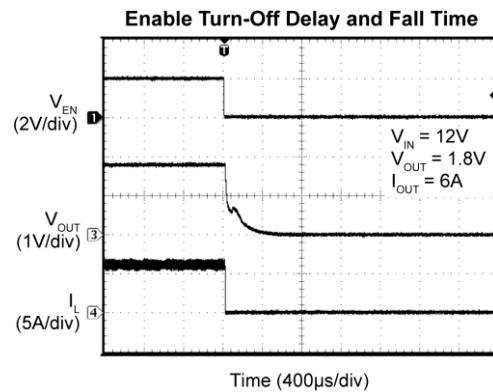 Enable Turn-Off Delay and Fall Time
T
V_EN
(2V/div)
1
V_IN = 12V
V_OUT = 1.8V
I_OUT = 6A
V_OUT
(1V/div)
3
I_L
(5A/div)
4
Time (400μs/div)